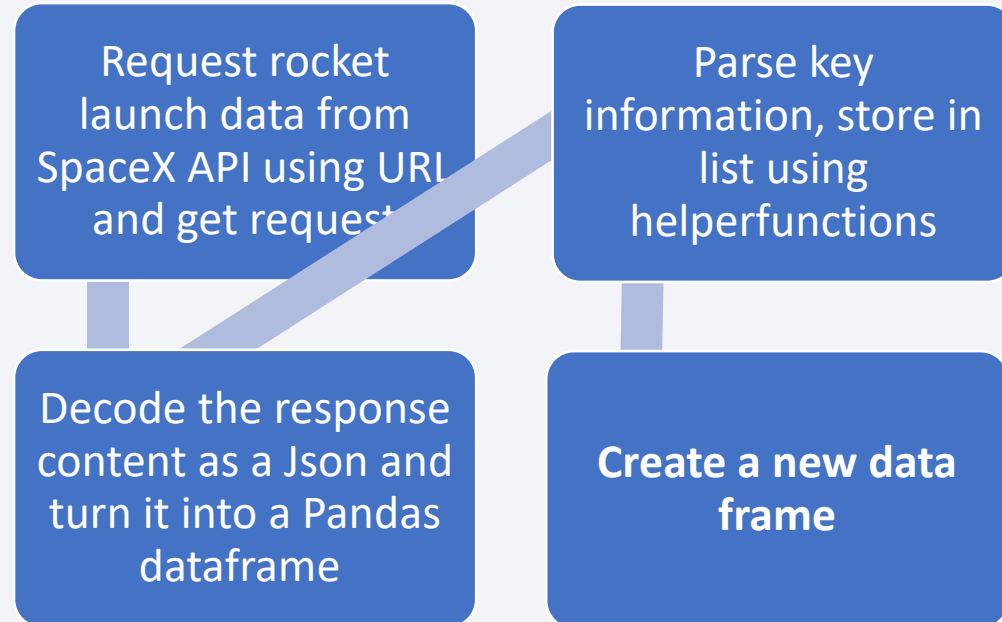 Request rocket
launch data from
SpaceX API using URL
and get request
Decode the response
content as a Json and
turn it into a Pandas
dataframe
Parse key
information, store in
list using
helperfunctions
Create a new data
frame